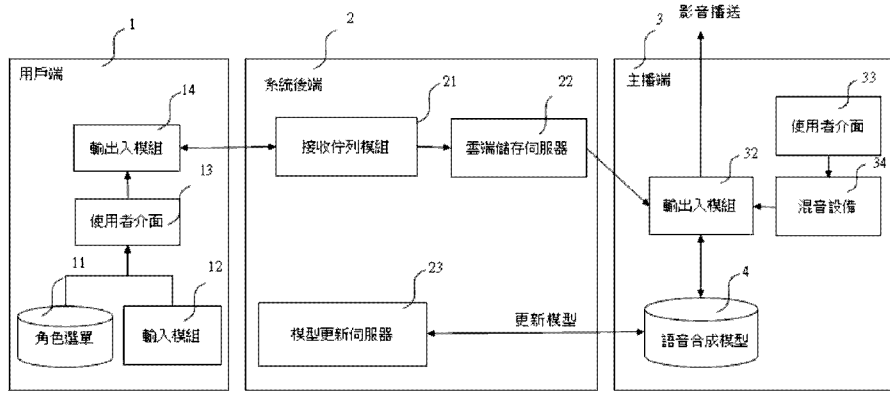 影音播送
1
2
3
用戶端
系統後端
主播端
14
21
22
33
輸出入模組
接收佇列模組
雲端儲存伺服器
使用者介面
13
32
34
使用者介面
輸出入模組
混音設備
11
12
23
4
角色選單
輸入模組
模型更新伺服器
更新模型
語音合成模型